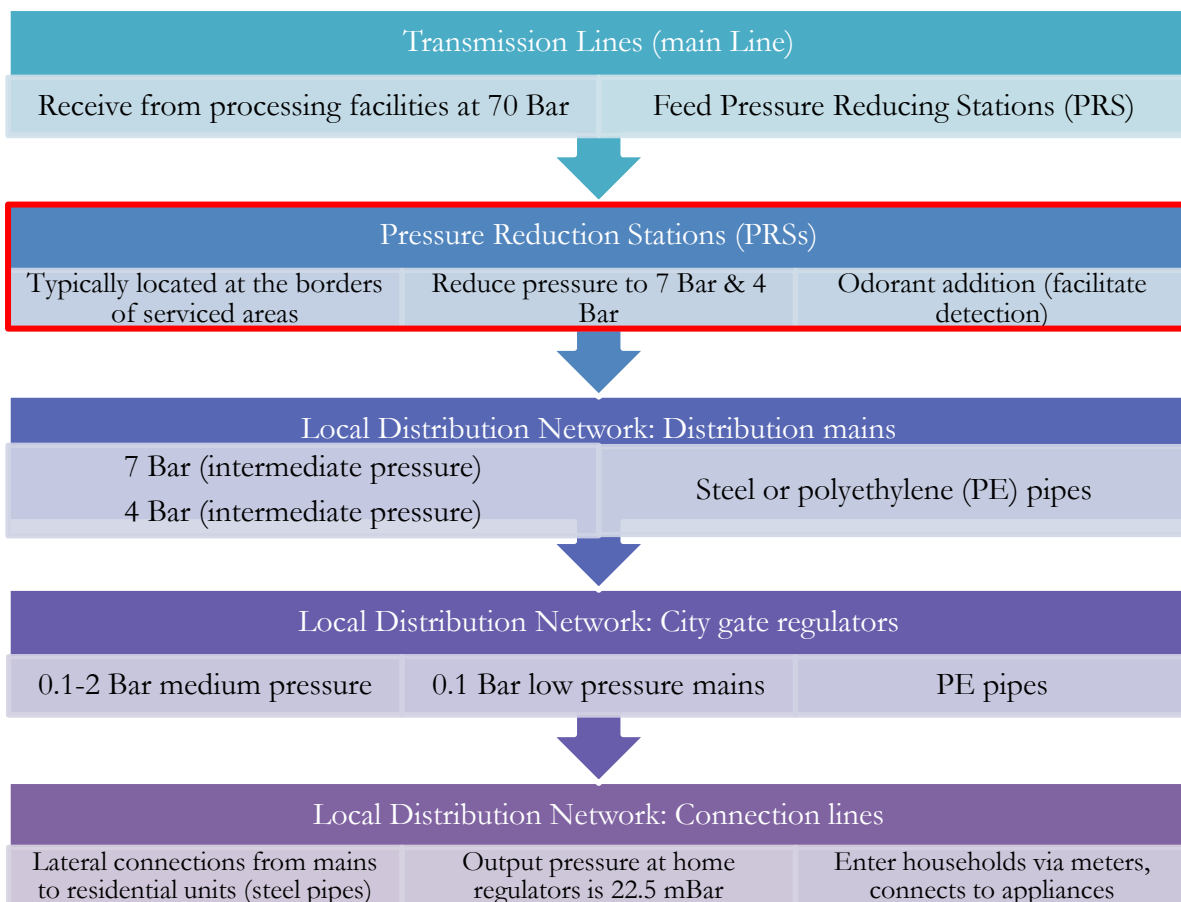 Transmission Lines (main Line)
Receive from processing facilities at 70 Bar
Feed Pressure Reducing Stations (PRS)
Pressure Reduction Stations (PRSs)
Typically located at the borders
of serviced areas
Reduce pressure to 7 Bar & 4
Bar
Odorant addition (facilitate
detection)
Local Distribution Network: Distribution mains
7 Bar (intermediate pressure)
4 Bar (intermediate pressure)
Steel or polyethylene (PE) pipes
Local Distribution Network: City gate regulators
0.1-2 Bar medium pressure
0.1 Bar low pressure mains
PE pipes
Local Distribution Network: Connection lines
Lateral connections from mains
to residential units (steel pipes)
Output pressure at home
regulators is 22.5 mBar
Enter households via meters,
connects to appliances